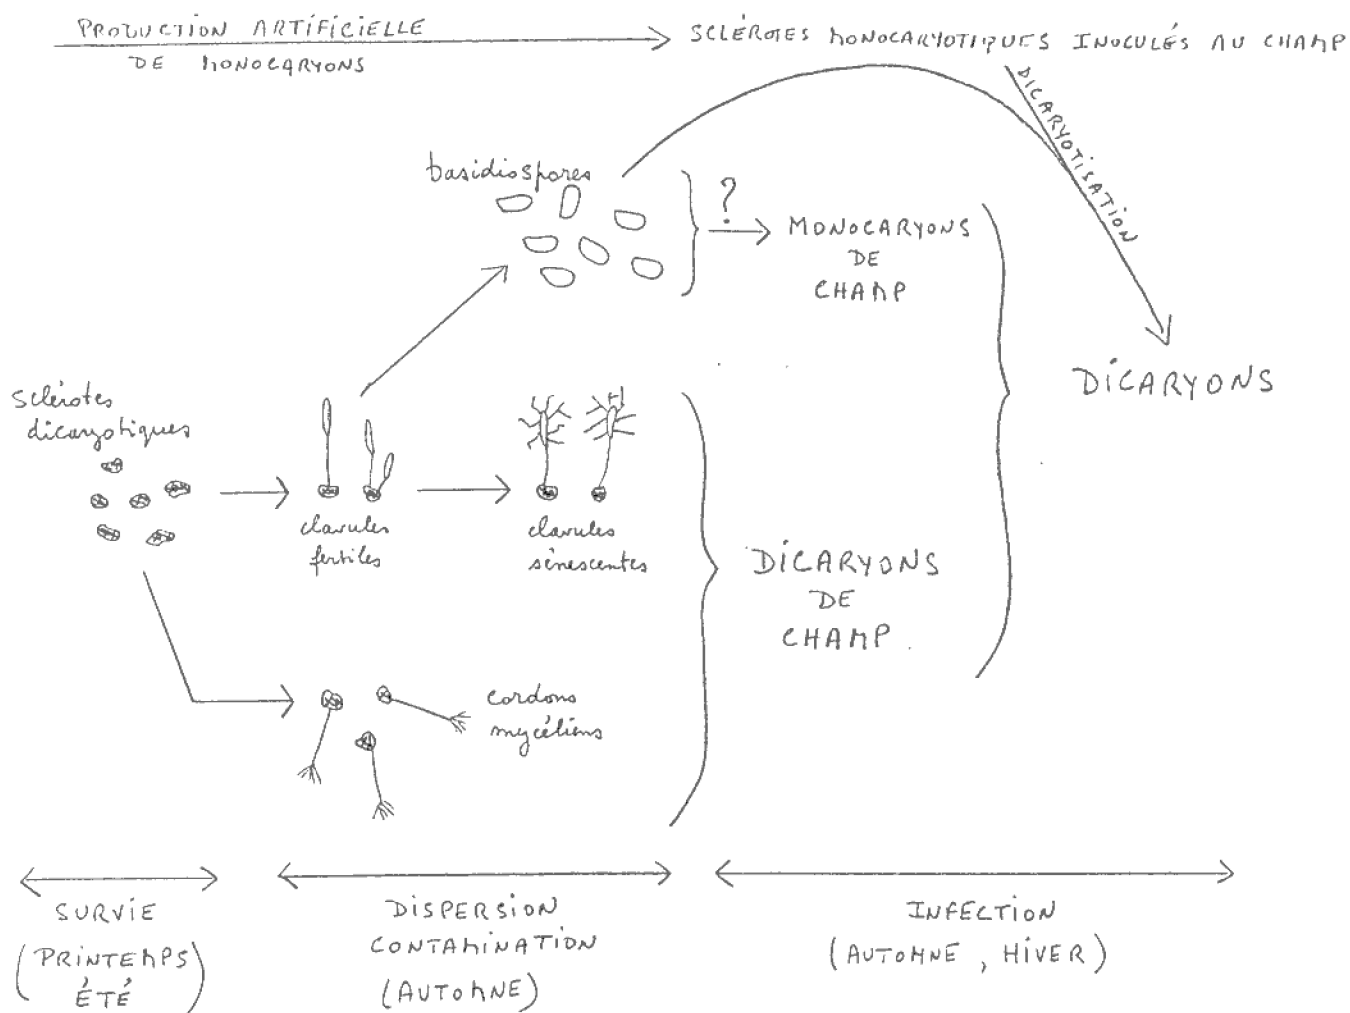 PRODUCTION ARTIFICIELLE
DE MONOCARYONS
SCLÉROTES MONOCARYOTIQUES INOCULÉS AU CHAMP
DICARYOTISATION
basidiospores
?
MONOCARYONS
DE
CHAMP
DICARYONS
sclérotes
dicaryotiques
clavules
fertiles
clavules
sénescentes
DICARYONS
DE
CHAMP
cordons
mycéliens
SURVIE
(PRINTEMPS
ÉTÉ)
DISPERSION
CONTAMINATION
(AUTOMNE)
INFECTION
(AUTOMNE, HIVER)